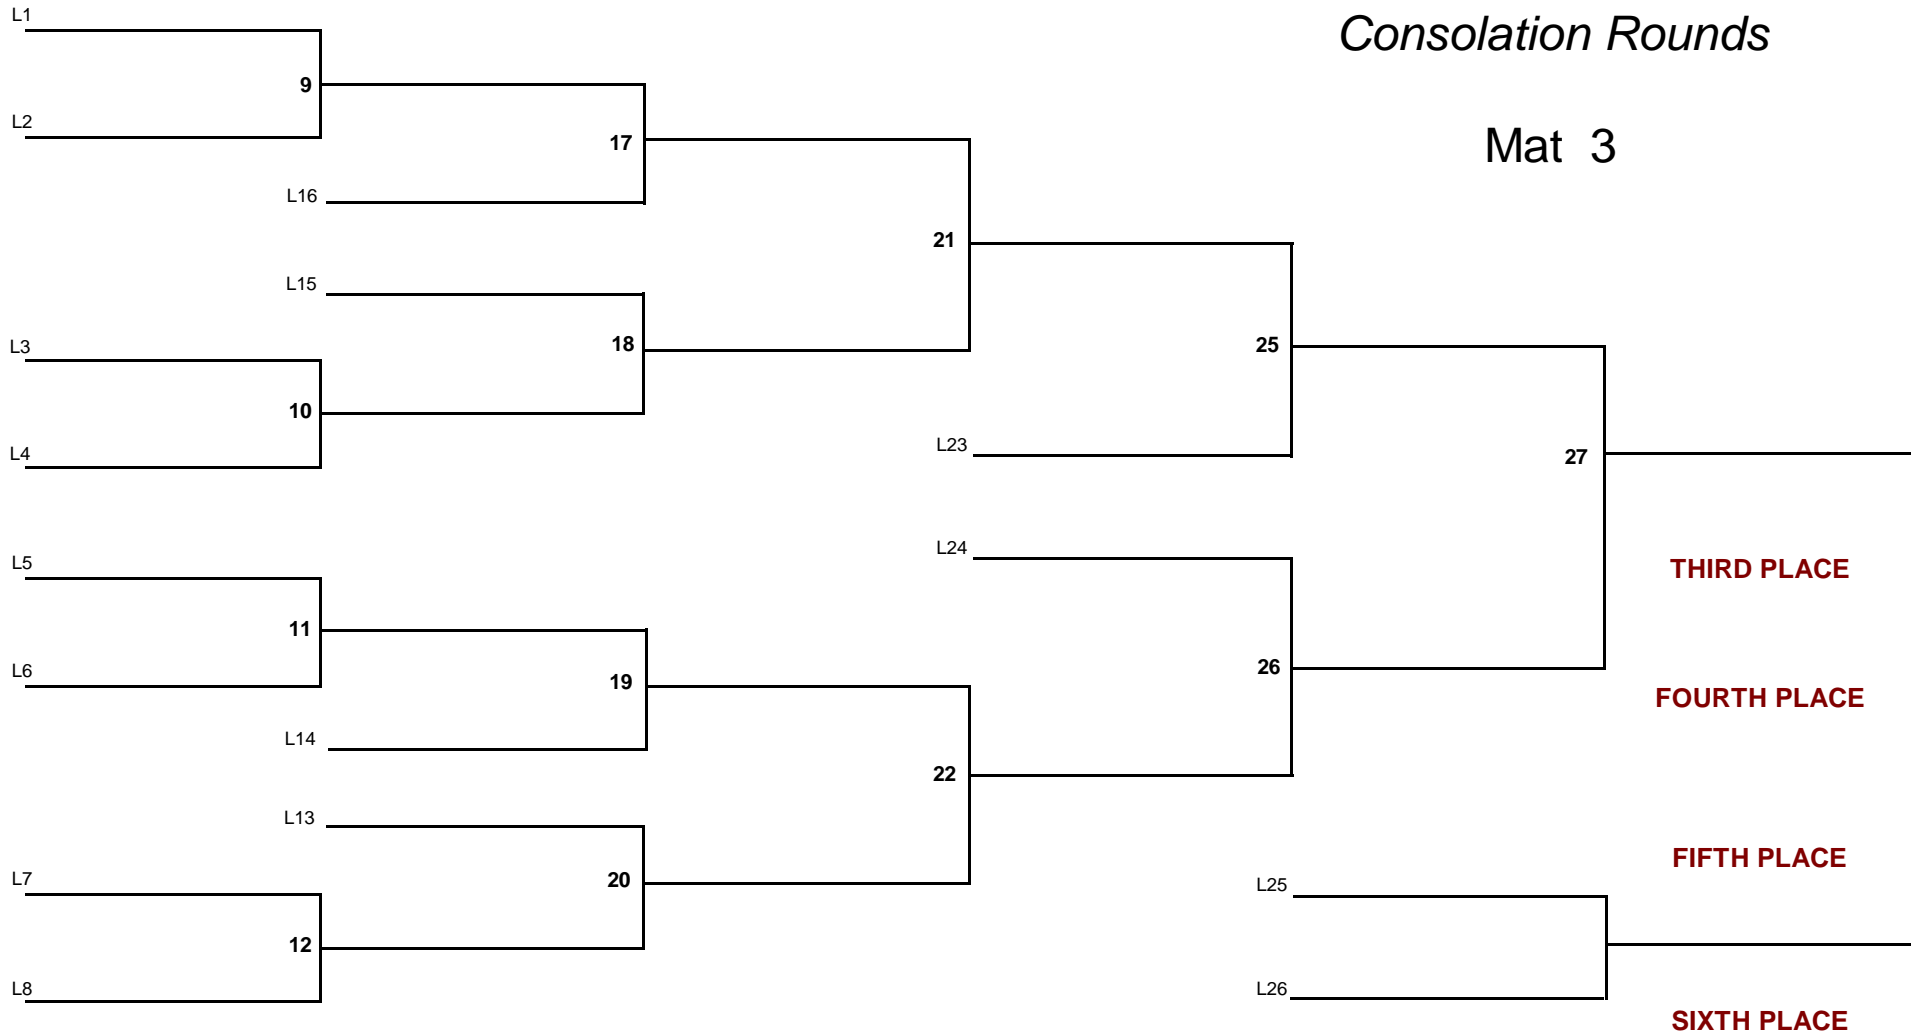 L1
Consolation Rounds
9
L2
Mat 3
17
L16
21
L15
L3
18
25
10
L4
L23
27
L24
L5
THIRD PLACE
11
L6
26
19
FOURTH PLACE
L14
22
L13
FIFTH PLACE
L7
20
L25
12
L8
L26
SIXTH PLACE